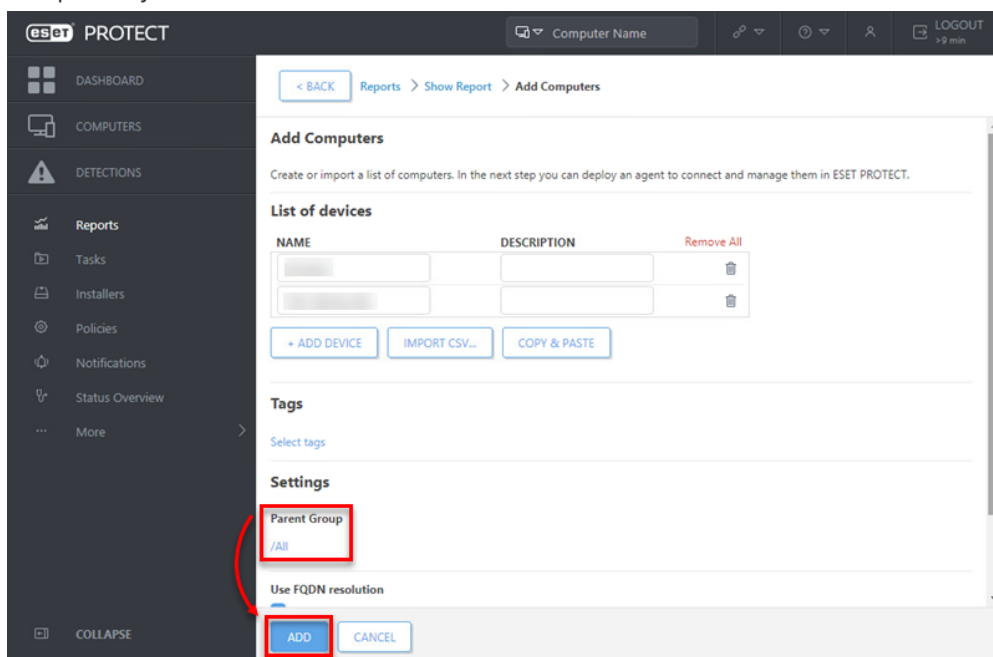 eset PROTECT
Computer Name
LOGOUT
>9 min
DASHBOARD
COMPUTERS
DETECTIONS
Reports
Tasks
Installers
Policies
Notifications
Status Overview
More
COLLAPSE
< BACK Reports > Show Report > Add Computers
Add Computers
Create or import a list of computers. In the next step you can deploy an agent to connect and manage them in ESET PROTECT.
List of devices
NAME DESCRIPTION Remove All
+ ADD DEVICE IMPORT CSV... COPY & PASTE
Tags
Select tags
Settings
Parent Group
/All
Use FQDN resolution
ADD CANCEL